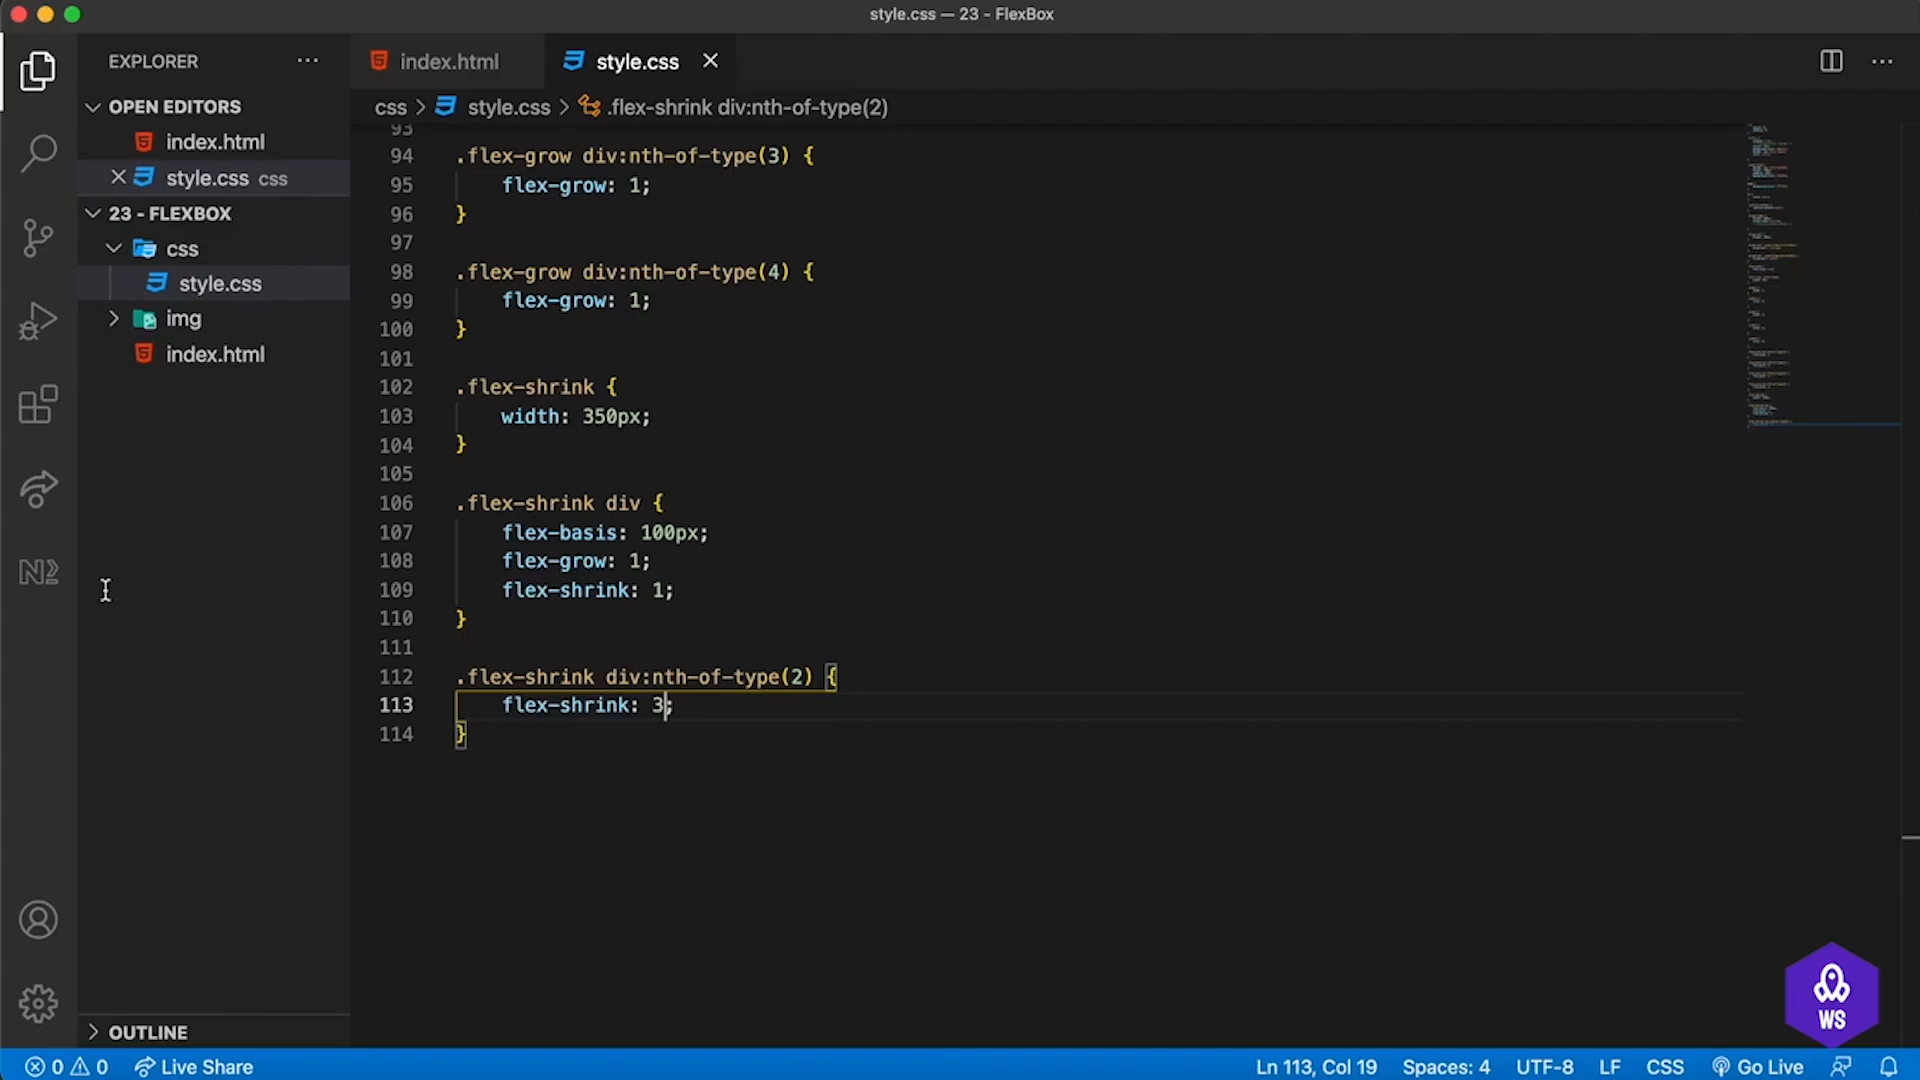 style.css — 23 - FlexBox
EXPLORER
index.html
style.css
OPEN EDITORS
index.html
style.css css
23 - FLEXBOX
css
style.css
img
index.html
OUTLINE
css > style.css > .flex-shrink div:nth-of-type(2)
93
94 .flex-grow div:nth-of-type(3) {
95 flex-grow: 1;
96 }
97
98 .flex-grow div:nth-of-type(4) {
99 flex-grow: 1;
100 }
101
102 .flex-shrink {
103 width: 350px;
104 }
105
106 .flex-shrink div {
107 flex-basis: 100px;
108 flex-grow: 1;
109 flex-shrink: 1;
110 }
111
112 .flex-shrink div:nth-of-type(2) {
113 flex-shrink: 3;
114 }
WS
0 0 Live Share
Ln 113, Col 19 Spaces: 4 UTF-8 LF CSS Go Live